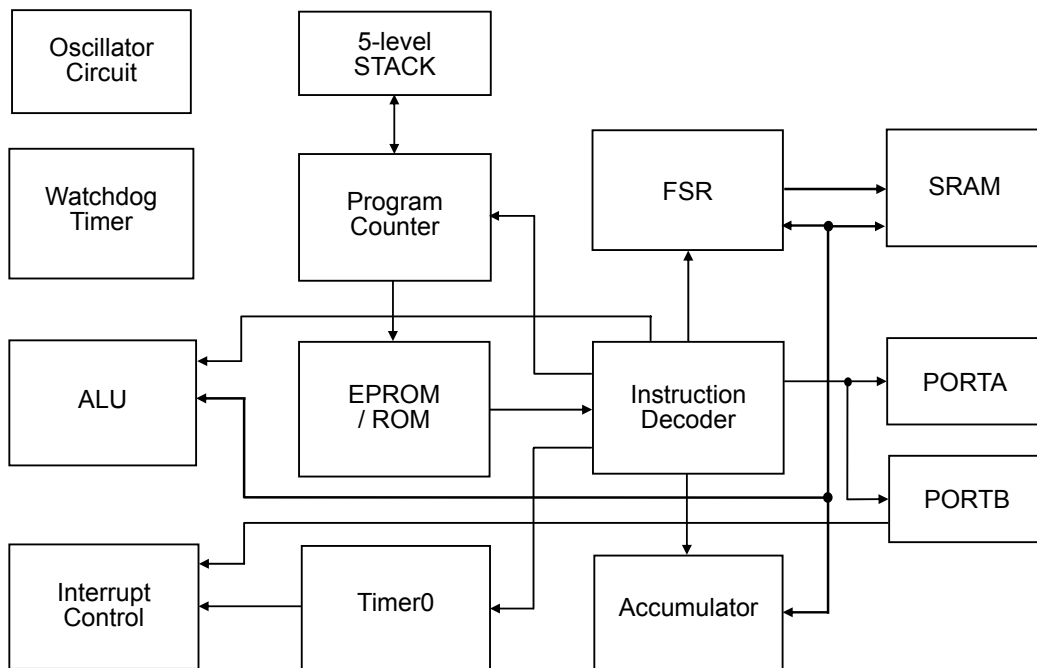 Oscillator
Circuit
5-level
STACK
Watchdog
Timer
Program
Counter
FSR
SRAM
ALU
EPROM
/ ROM
Instruction
Decoder
PORTA
PORTB
Interrupt
Control
Timer0
Accumulator